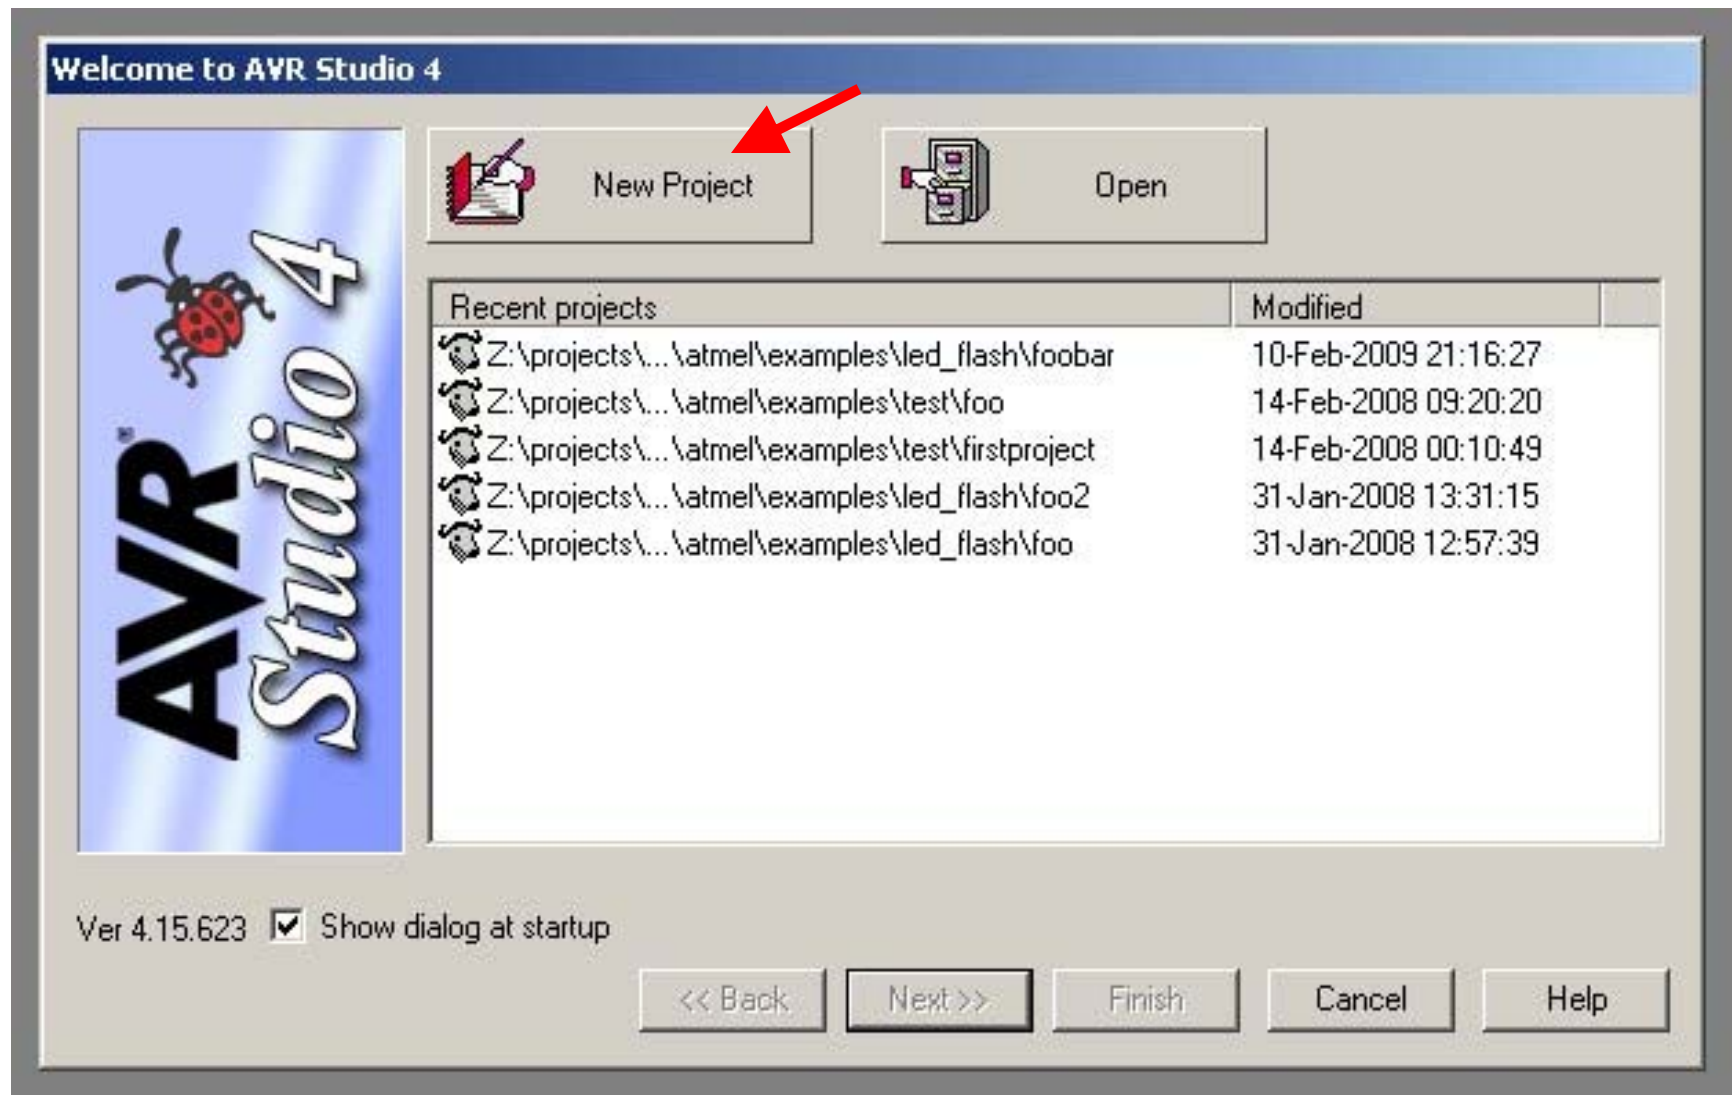 Welcome to AVR Studio 4
New Project
Open
AVR
Studio 4
Recent projects Modified
Z:\projects\...\atmel\examples\led_flash\foobar 10-Feb-2009 21:16:27
Z:\projects\...\atmel\examples\test\foo 14-Feb-2008 09:20:20
Z:\projects\...\atmel\examples\test\firstproject 14-Feb-2008 00:10:49
Z:\projects\...\atmel\examples\led_flash\foo2 31-Jan-2008 13:31:15
Z:\projects\...\atmel\examples\led_flash\foo 31-Jan-2008 12:57:39
Ver 4.15.623 Show dialog at startup
<< Back Next >> Finish Cancel Help